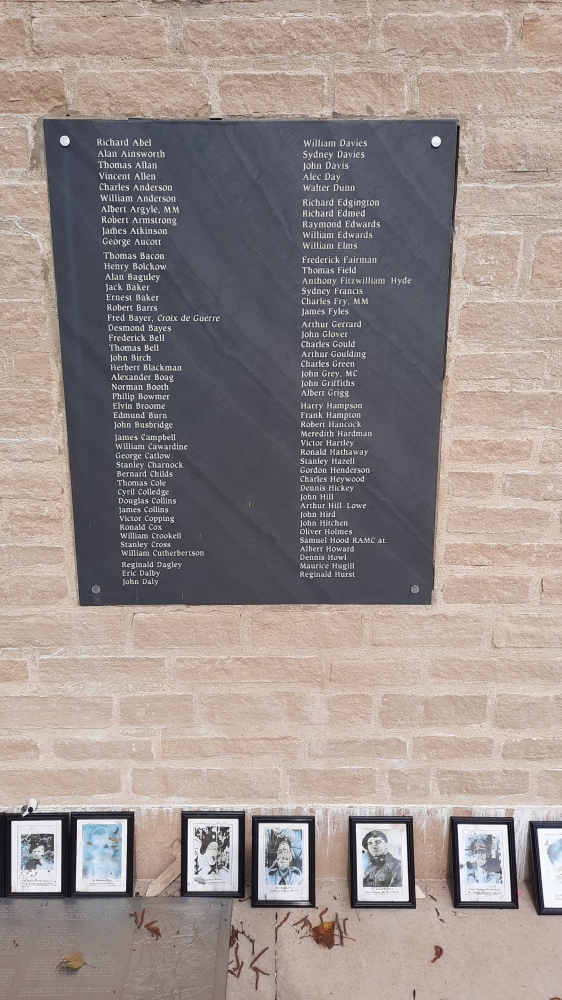 Richard Abel
Alan Ainsworth
Thomas Allan
Vincent Allen
Charles Anderson
William Anderson
Albert Argyle, MM
Robert Armstrong
James Atkinson
George Aucott
Thomas Bacon
Henry Bolckow
Alan Baguley
Jack Baker
Ernest Baker
Robert Barrs
Fred Bayer, Croix de Guerre
Desmond Bayes
Frederick Bell
Thomas Bell
John Birch
Herbert Blackman
Alexander Boag
Norman Booth
Philip Bowmer
Elvin Broome
Edmund Burn
John Busbridge
James Campbell
William Cawardine
George Catlow
Stanley Charnock
Bernard Childs
Thomas Cole
Cyril Colledge
Douglas Collins
James Collins
Victor Copping
Ronald Cox
William Crookell
Stanley Cross
William Cutherbertson
Reginald Dagley
Eric Dalby
John Daly
William Davies
Sydney Davies
John Davis
Alec Day
Walter Dunn
Richard Edgington
Richard Edmed
Raymond Edwards
William Edwards
William Elms
Frederick Fairman
Thomas Field
Anthony Fitzwilliam-Hyde
Sydney Francis
Charles Fry, MM
James Fyles
Arthur Gerrard
John Glover
Charles Gould
Arthur Goulding
Charles Green
John Grey, MC
John Griffiths
Albert Grigg
Harry Hampson
Frank Hampton
Robert Hancock
Meredith Hardman
Victor Hartley
Ronald Hathaway
Stanley Hazell
Gordon Henderson
Charles Heywood
Dennis Hickey
John Hill
Arthur Hill-Lowe
John Hird
John Hitchen
Oliver Holmes
Samuel Hood RAMC at.
Albert Howard
Dennis Howl
Maurice Hugill
Reginald Hurst